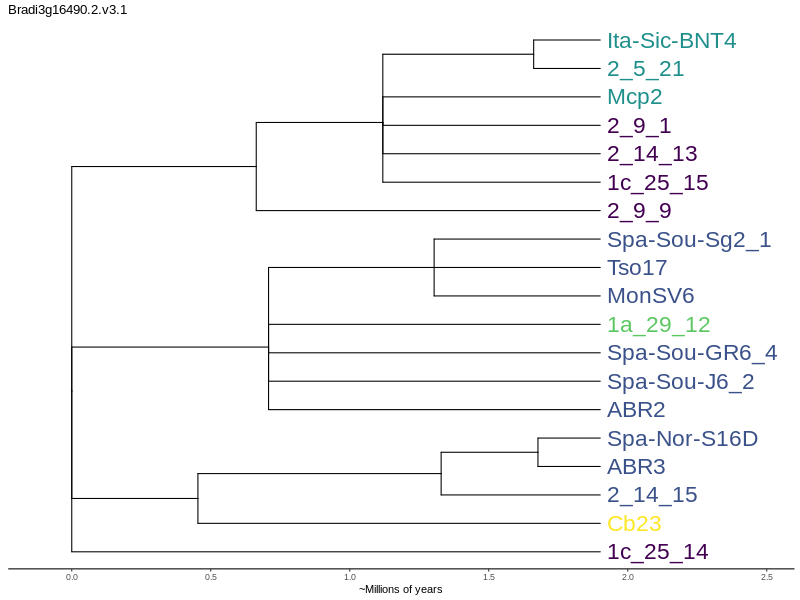 Bradi3g16490.2.v3.1
Ita-Sic-BNT4
2_5_21
Mcp2
2_9_1
2_14_13
1c_25_15
2_9_9
Spa-Sou-Sg2_1
Tso17
MonSV6
1a_29_12
Spa-Sou-GR6_4
Spa-Sou-J6_2
ABR2
Spa-Nor-S16D
ABR3
2_14_15
Cb23
1c_25_14
0.0 0.5 1.0 1.5 2.0 2.5
~Millions of years